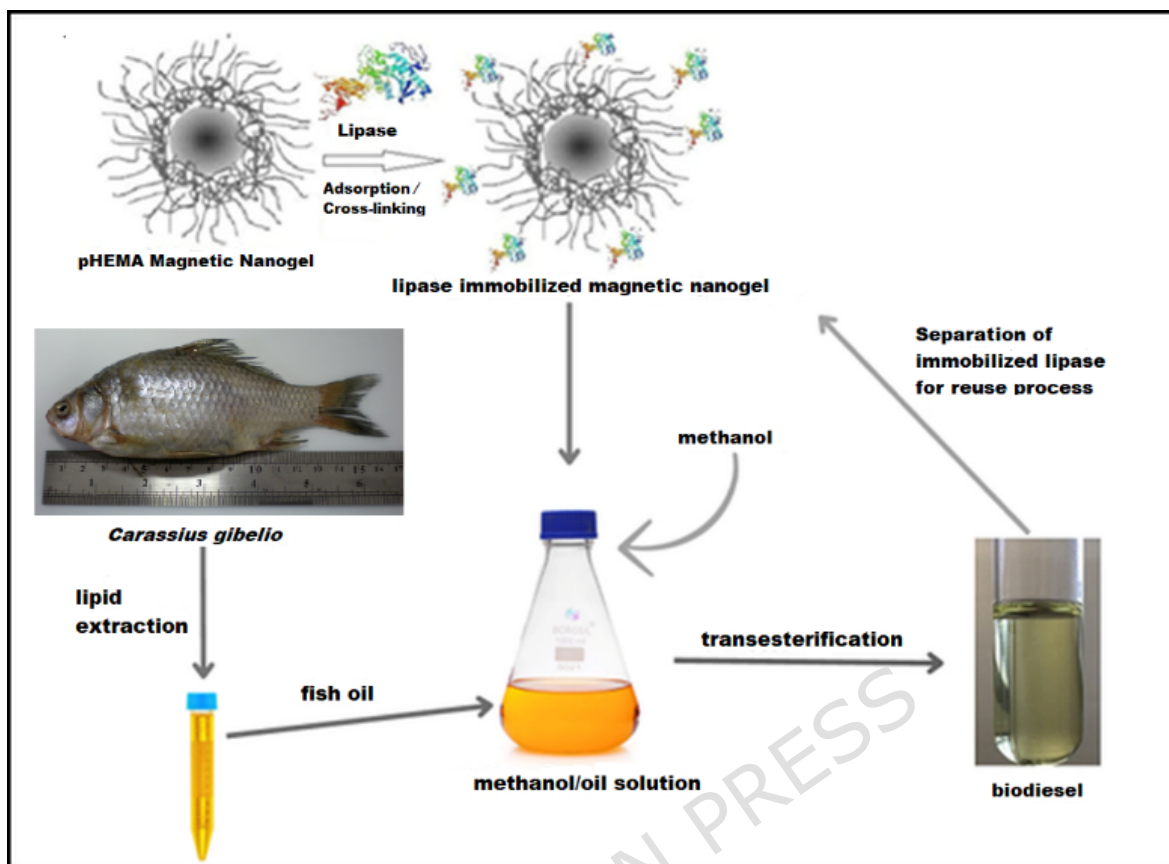 Lipase
Adsorption/
Cross-linking
pHEMA Magnetic Nanogel
lipase immobilized magnetic nanogel
Separation of
immobilized lipase
for reuse process
methanol
Carassius gibelio
lipid
extraction
fish oil
transesterification
methanol/oil solution
biodiesel
N PRESS